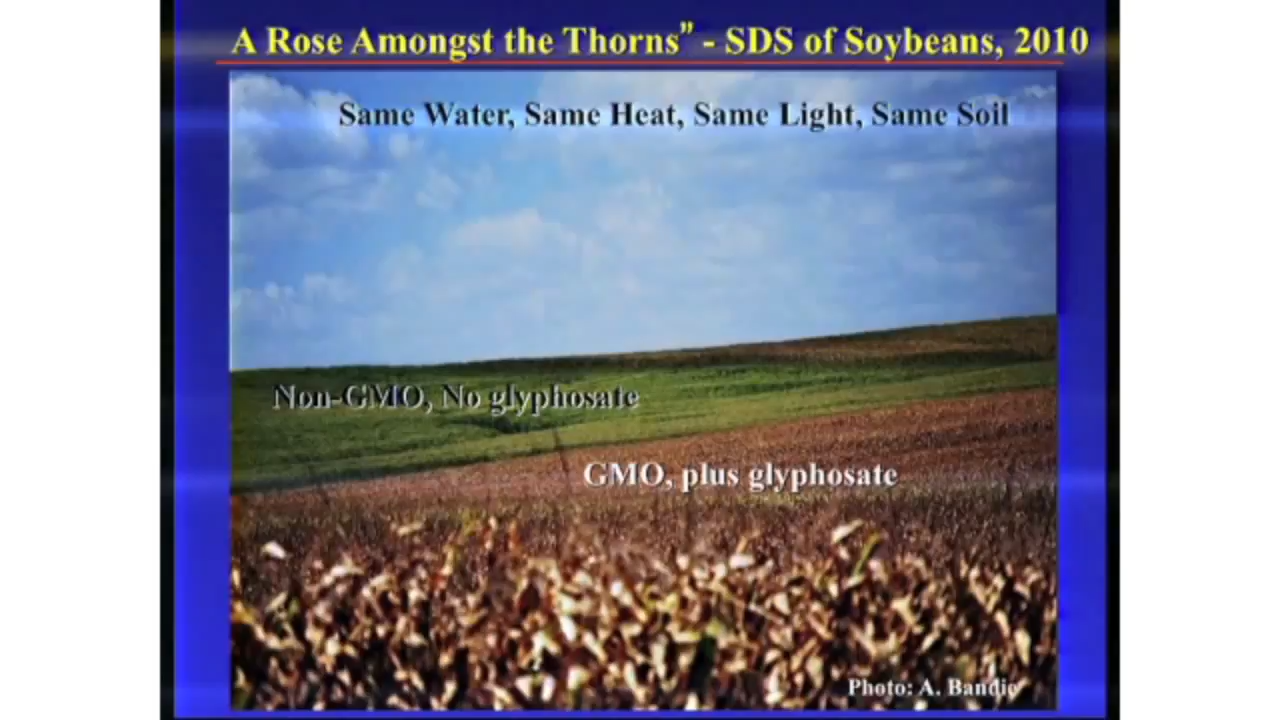 A Rose Amongst the Thorns” - SDS of Soybeans, 2010
Same Water, Same Heat, Same Light, Same Soil
Non-GMO, No glyphosate
GMO, plus glyphosate
Photo: A. Bandic